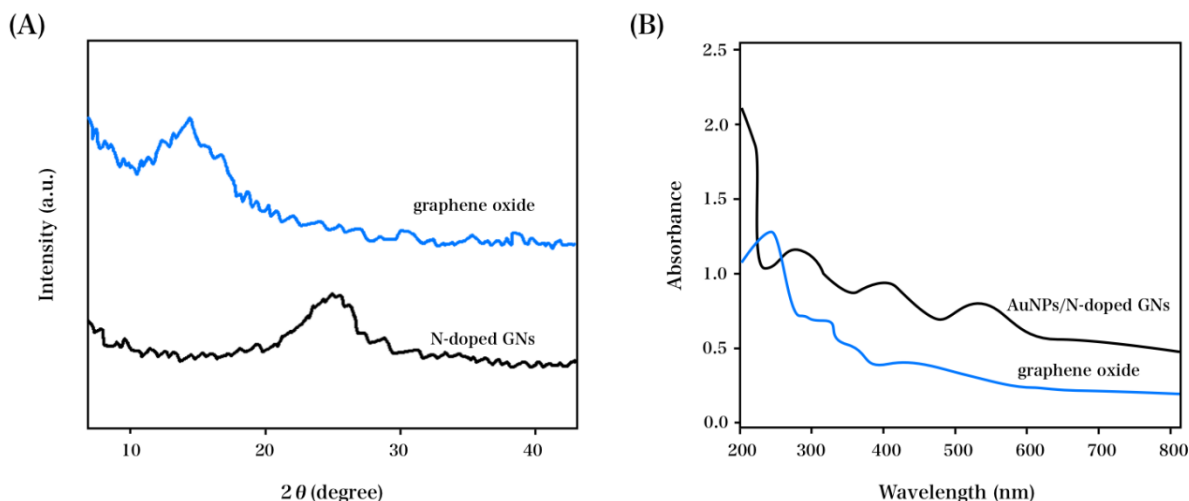 (A)
Intensity (a.u.)
graphene oxide
N-doped GNs
10
20
30
40
2θ (degree)
(B)
Absorbance
2.5
2.0
1.5
1.0
0.5
0.0
AuNPs/N-doped GNs
graphene oxide
200
300
400
500
600
700
800
Wavelength (nm)